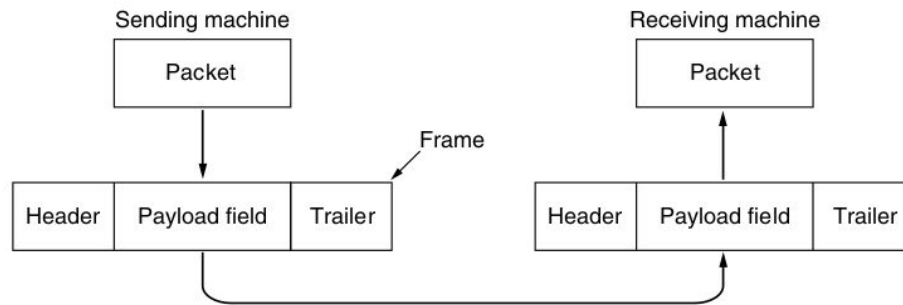 Sending machine
Receiving machine
Packet
Packet
Frame
Header Payload field Trailer
Header Payload field Trailer